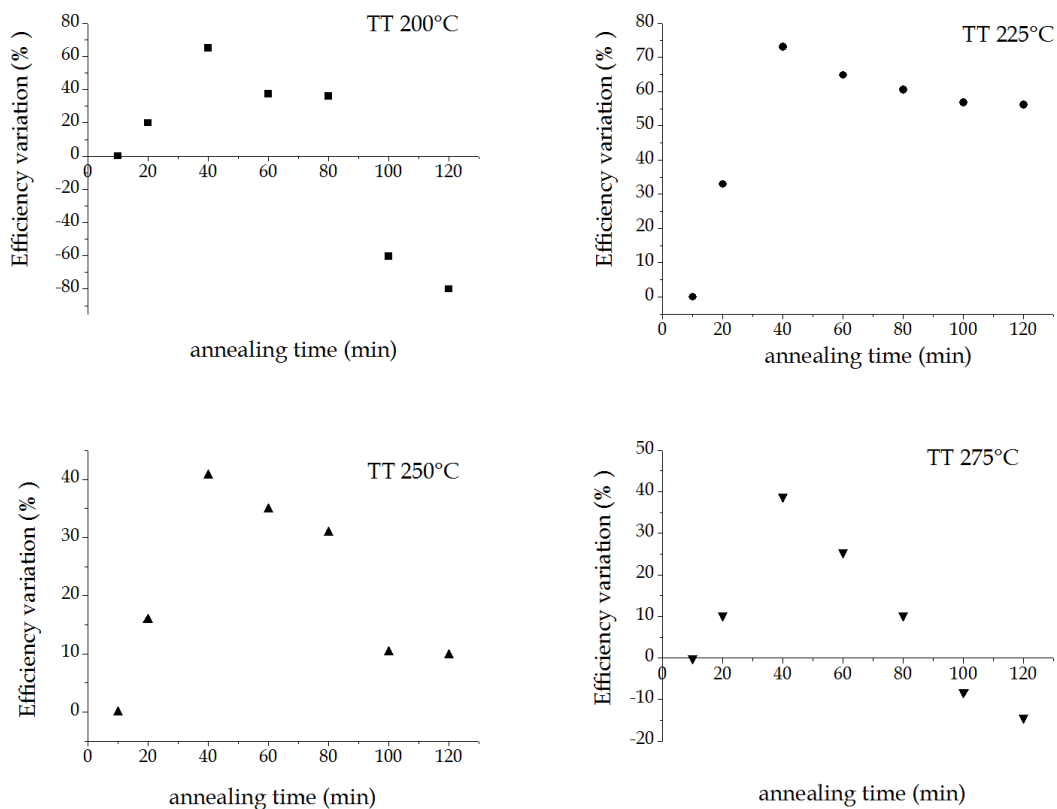 TT 200°C
Efficiency variation (% )
80
60
40
20
0
-20
-40
-60
-80
0 20 40 60 80 100 120
annealing time (min)
TT 225°C
Efficiency variation (% )
80
70
60
50
40
30
20
10
0
0 20 40 60 80 100 120
annealing time (min)
TT 250°C
Efficiency variation (% )
40
30
20
10
0
0 20 40 60 80 100 120
annealing time (min)
TT 275°C
Efficiency variation (% )
50
40
30
20
10
0
-10
-20
0 20 40 60 80 100 120
annealing time (min)